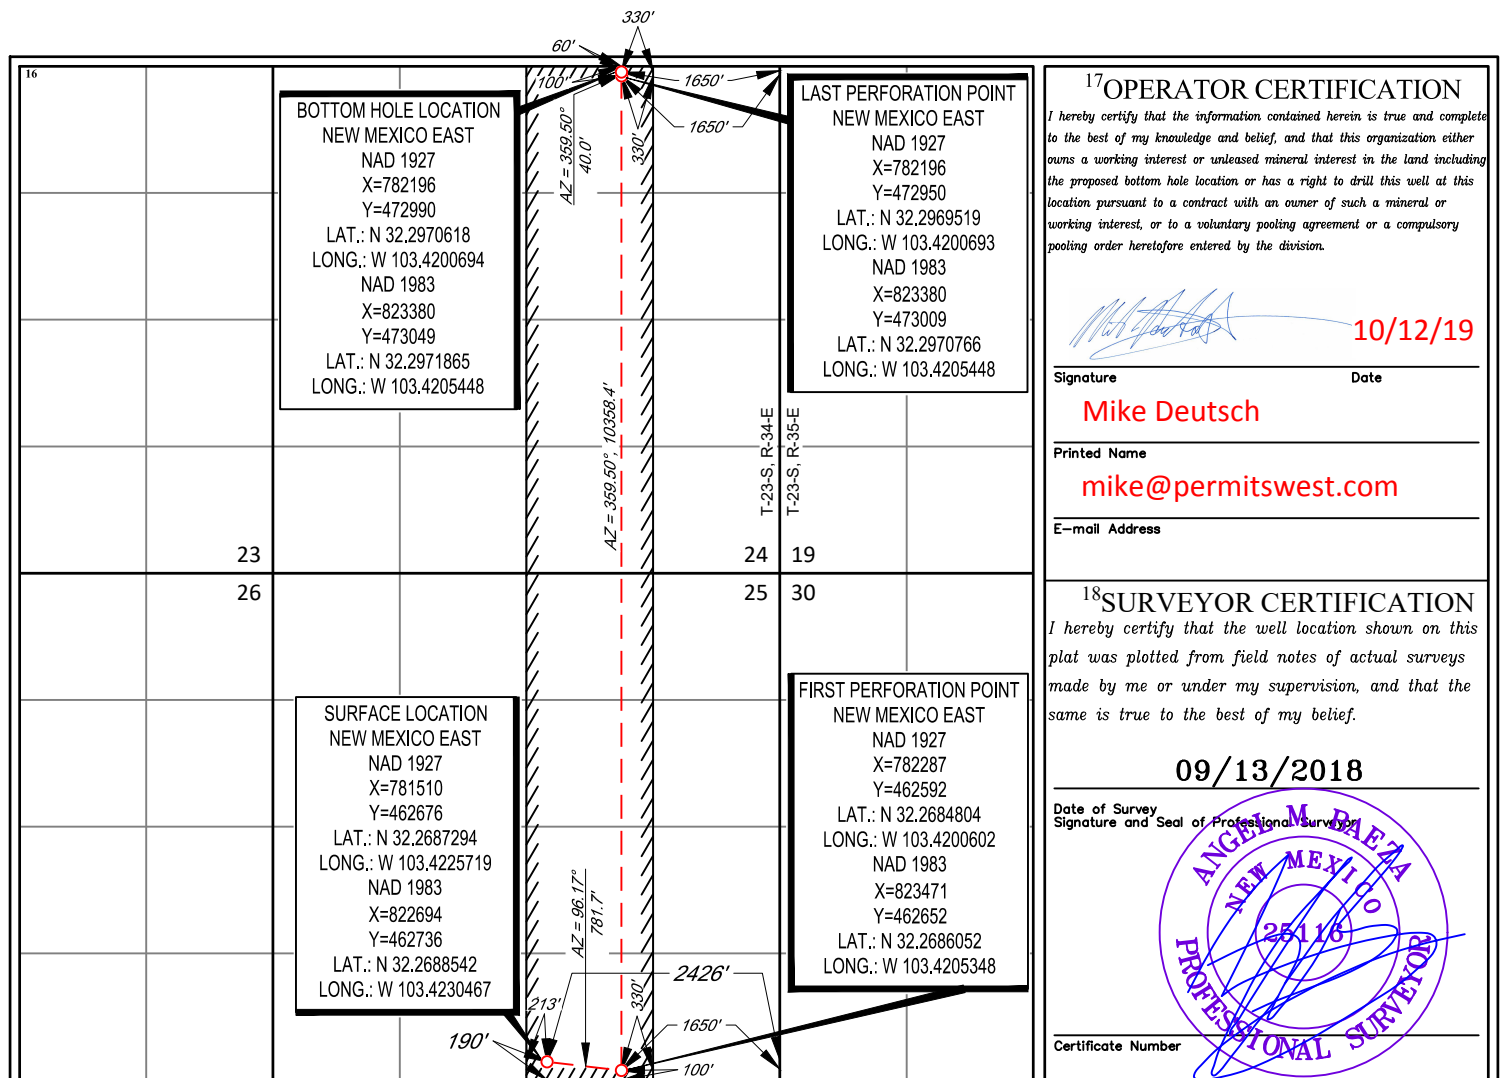 330'
60'
16
100'
1650'
1650'
330'
AZ = 359.50°
40.0'
BOTTOM HOLE LOCATION
NEW MEXICO EAST
NAD 1927
X=782196
Y=472990
LAT.: N 32.2970618
LONG.: W 103.4200694
NAD 1983
X=823380
Y=473049
LAT.: N 32.2971865
LONG.: W 103.4205448
LAST PERFORATION POINT
NEW MEXICO EAST
NAD 1927
X=782196
Y=472950
LAT.: N 32.2969519
LONG.: W 103.4200693
NAD 1983
X=823380
Y=473009
LAT.: N 32.2970766
LONG.: W 103.4205448
AZ = 359.50°, 10358.4'
T-23-S, R-34-E
T-23-S, R-35-E
23
24
19
26
25
30
SURFACE LOCATION
NEW MEXICO EAST
NAD 1927
X=781510
Y=462676
LAT.: N 32.2687294
LONG.: W 103.4225719
NAD 1983
X=822694
Y=462736
LAT.: N 32.2688542
LONG.: W 103.4230467
FIRST PERFORATION POINT
NEW MEXICO EAST
NAD 1927
X=782287
Y=462592
LAT.: N 32.2684804
LONG.: W 103.4200602
NAD 1983
X=823471
Y=462652
LAT.: N 32.2686052
LONG.: W 103.4205348
AZ = 96.17°
781.7'
2426'
213'
330'
190'
1650'
100'
17OPERATOR CERTIFICATION
I hereby certify that the information contained herein is true and complete
to the best of my knowledge and belief, and that this organization either
owns a working interest or unleased mineral interest in the land including
the proposed bottom hole location or has a right to drill this well at this
location pursuant to a contract with an owner of such a mineral or
working interest, or to a voluntary pooling agreement or a compulsory
pooling order heretofore entered by the division.
10/12/19
Signature Date
Mike Deutsch
Printed Name
mike@permitswest.com
E-mail Address
18SURVEYOR CERTIFICATION
I hereby certify that the well location shown on this
plat was plotted from field notes of actual surveys
made by me or under my supervision, and that the
same is true to the best of my belief.
09/13/2018
Date of Survey
Signature and Seal of Professional Surveyor
ANGEL M. BAEZA
NEW MEXICO
25116
PROFESSIONAL SURVEYOR
Certificate Number